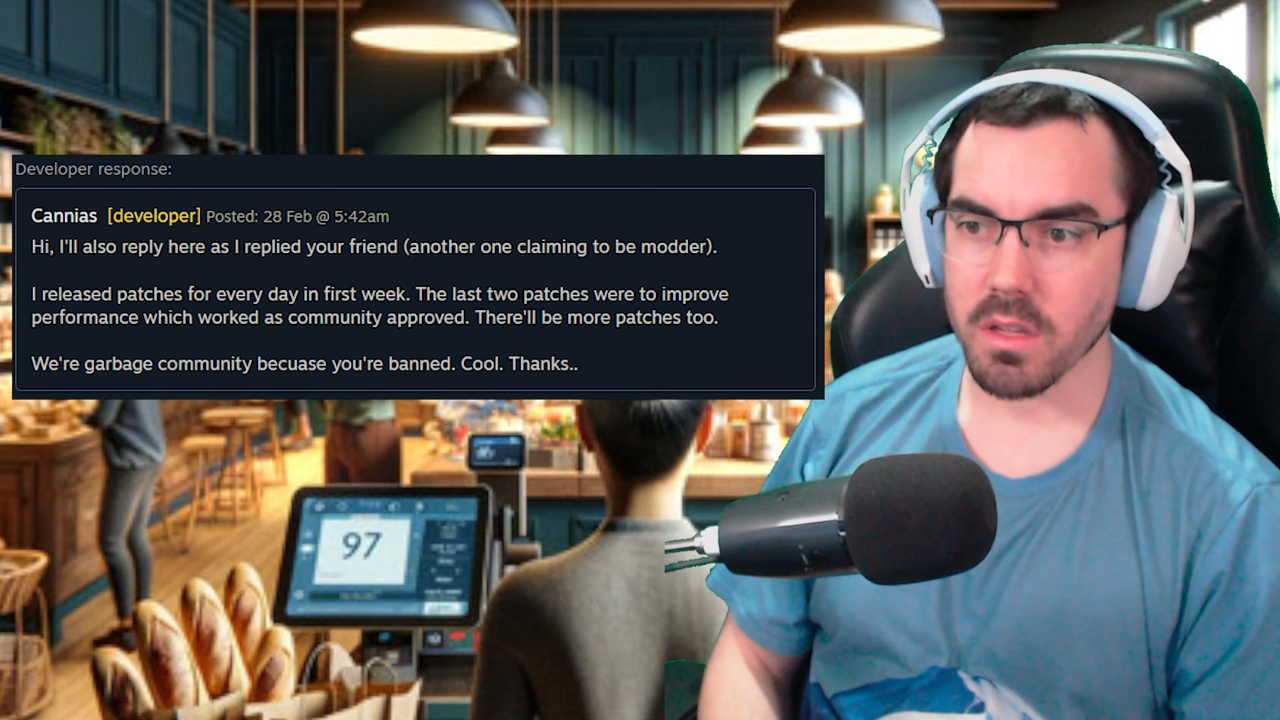 Developer response:
Cannias [developer] Posted: 28 Feb @ 5:42am
Hi, I'll also reply here as I replied your friend (another one claiming to be modder).
I released patches for every day in first week. The last two patches were to improve
performance which worked as community approved. There'll be more patches too.
We're garbage community becuase you're banned. Cool. Thanks..
97